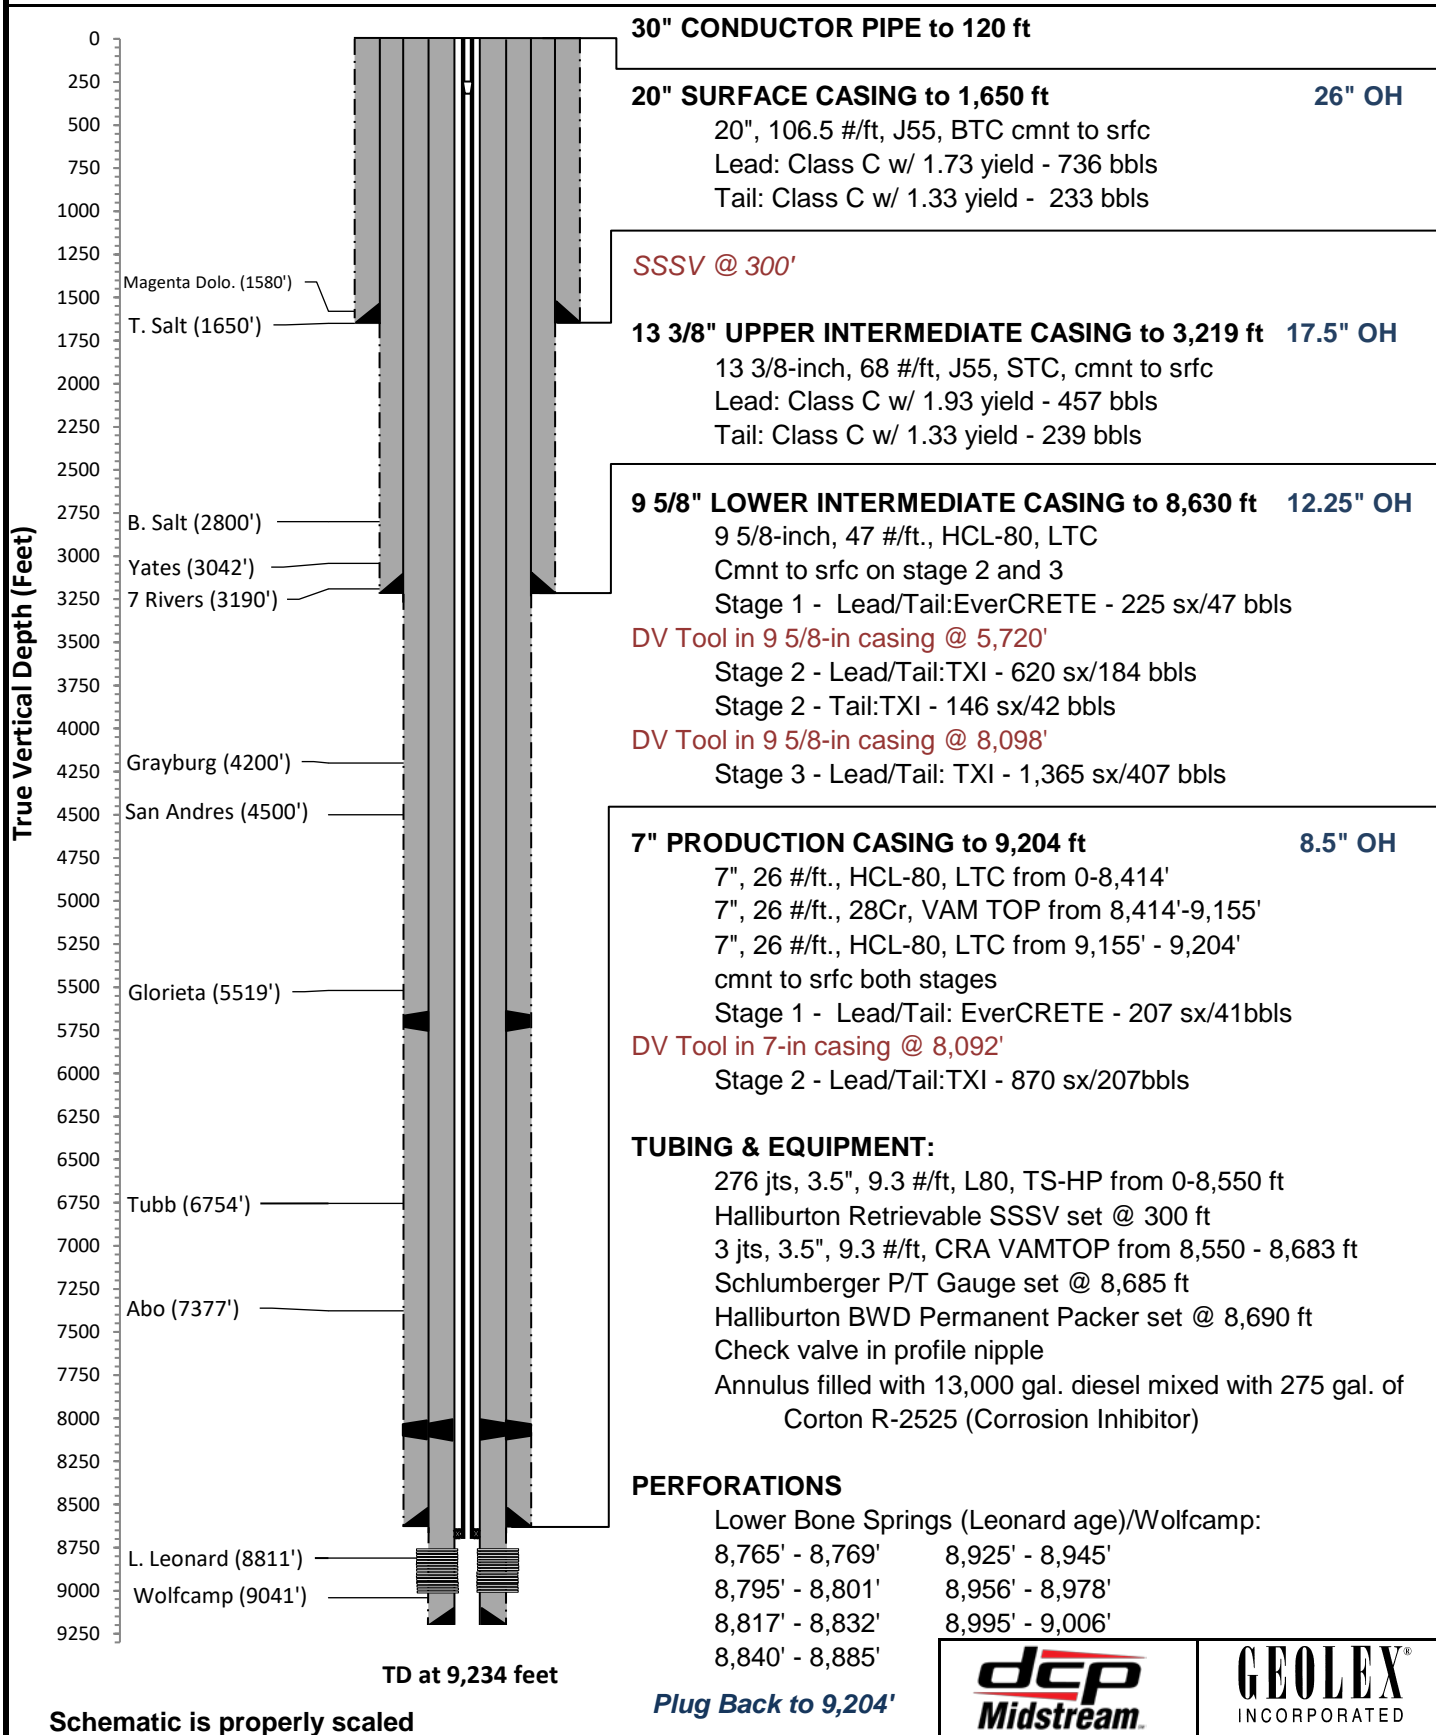 True Vertical Depth (Feet)
0
250
500
750
1000
1250
1500
1750
2000
2250
2500
2750
3000
3250
3500
3750
4000
4250
4500
4750
5000
5250
5500
5750
6000
6250
6500
6750
7000
7250
7500
7750
8000
8250
8500
8750
9000
9250
Magenta Dolo. (1580')
T. Salt (1650')
B. Salt (2800')
Yates (3042')
7 Rivers (3190')
Grayburg (4200')
San Andres (4500')
Glorieta (5519')
Tubb (6754')
Abo (7377')
L. Leonard (8811')
Wolfcamp (9041')
TD at 9,234 feet
Schematic is properly scaled
30" CONDUCTOR PIPE to 120 ft
20" SURFACE CASING to 1,650 ft 26" OH
20", 106.5 #/ft, J55, BTC cmnt to srfc
Lead: Class C w/ 1.73 yield - 736 bbls
Tail: Class C w/ 1.33 yield - 233 bbls
SSSV @ 300'
13 3/8" UPPER INTERMEDIATE CASING to 3,219 ft 17.5" OH
13 3/8-inch, 68 #/ft, J55, STC, cmnt to srfc
Lead: Class C w/ 1.93 yield - 457 bbls
Tail: Class C w/ 1.33 yield - 239 bbls
9 5/8" LOWER INTERMEDIATE CASING to 8,630 ft 12.25" OH
9 5/8-inch, 47 #/ft., HCL-80, LTC
Cmnt to srfc on stage 2 and 3
Stage 1 - Lead/Tail:EverCRETE - 225 sx/47 bbls
DV Tool in 9 5/8-in casing @ 5,720'
Stage 2 - Lead/Tail:TXI - 620 sx/184 bbls
Stage 2 - Tail:TXI - 146 sx/42 bbls
DV Tool in 9 5/8-in casing @ 8,098'
Stage 3 - Lead/Tail: TXI - 1,365 sx/407 bbls
7" PRODUCTION CASING to 9,204 ft 8.5" OH
7", 26 #/ft., HCL-80, LTC from 0-8,414'
7", 26 #/ft., 28Cr, VAM TOP from 8,414'-9,155'
7", 26 #/ft., HCL-80, LTC from 9,155' - 9,204'
cmnt to srfc both stages
Stage 1 - Lead/Tail: EverCRETE - 207 sx/41bbls
DV Tool in 7-in casing @ 8,092'
Stage 2 - Lead/Tail:TXI - 870 sx/207bbls
TUBING & EQUIPMENT:
276 jts, 3.5", 9.3 #/ft, L80, TS-HP from 0-8,550 ft
Halliburton Retrievable SSSV set @ 300 ft
3 jts, 3.5", 9.3 #/ft, CRA VAMTOP from 8,550 - 8,683 ft
Schlumberger P/T Gauge set @ 8,685 ft
Halliburton BWD Permanent Packer set @ 8,690 ft
Check valve in profile nipple
Annulus filled with 13,000 gal. diesel mixed with 275 gal. of
Corton R-2525 (Corrosion Inhibitor)
PERFORATIONS
Lower Bone Springs (Leonard age)/Wolfcamp:
8,765' - 8,769' 8,925' - 8,945'
8,795' - 8,801' 8,956' - 8,978'
8,817' - 8,832' 8,995' - 9,006'
8,840' - 8,885'
Plug Back to 9,204'
dcp
Midstream
GEOLEX®
INCORPORATED